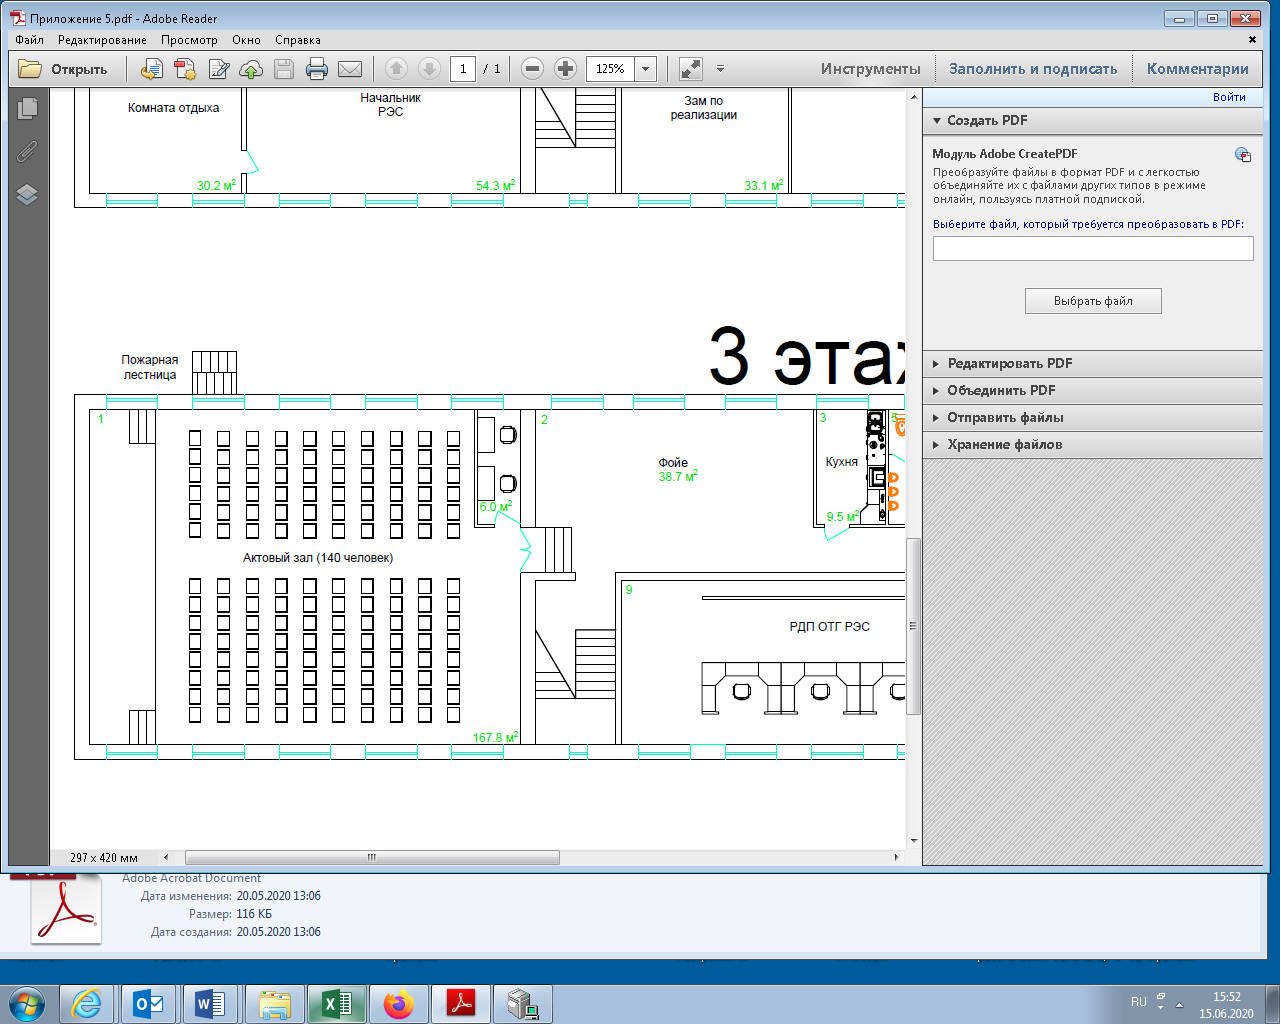 Приложение 5.pdf - Adobe Reader
Файл Редактирование Просмотр Окно Справка
Открыть 1 / 1 125% Инструменты Заполнить и подписать Комментарии
Войти
Создать PDF
Модуль Adobe CreatePDF
Преобразуйте файлы в формат PDF и с легкостью
объединяйте их с файлами других типов в режиме
онлайн, пользуясь платной подпиской.
Выберите файл, который требуется преобразовать в PDF:
Выбрать файл
Редактировать PDF
Объединить PDF
Отправить файлы
Хранение файлов
Комната отдыха
30.2 м²
Начальник
РЭС
54.3 м²
Зам по
реализации
33.1 м²
3 этаж
Пожарная
лестница
1
2
3
5
Фойе
38.7 м²
Кухня
9.5 м²
6.0 м²
Актовый зал (140 человек)
167.8 м²
9
РДП ОТГ РЭС
297 x 420 мм
Adobe Acrobat Document
Дата изменения: 20.05.2020 13:06
Размер: 116 КБ
Дата создания: 20.05.2020 13:06
RU
15:52
15.06.2020